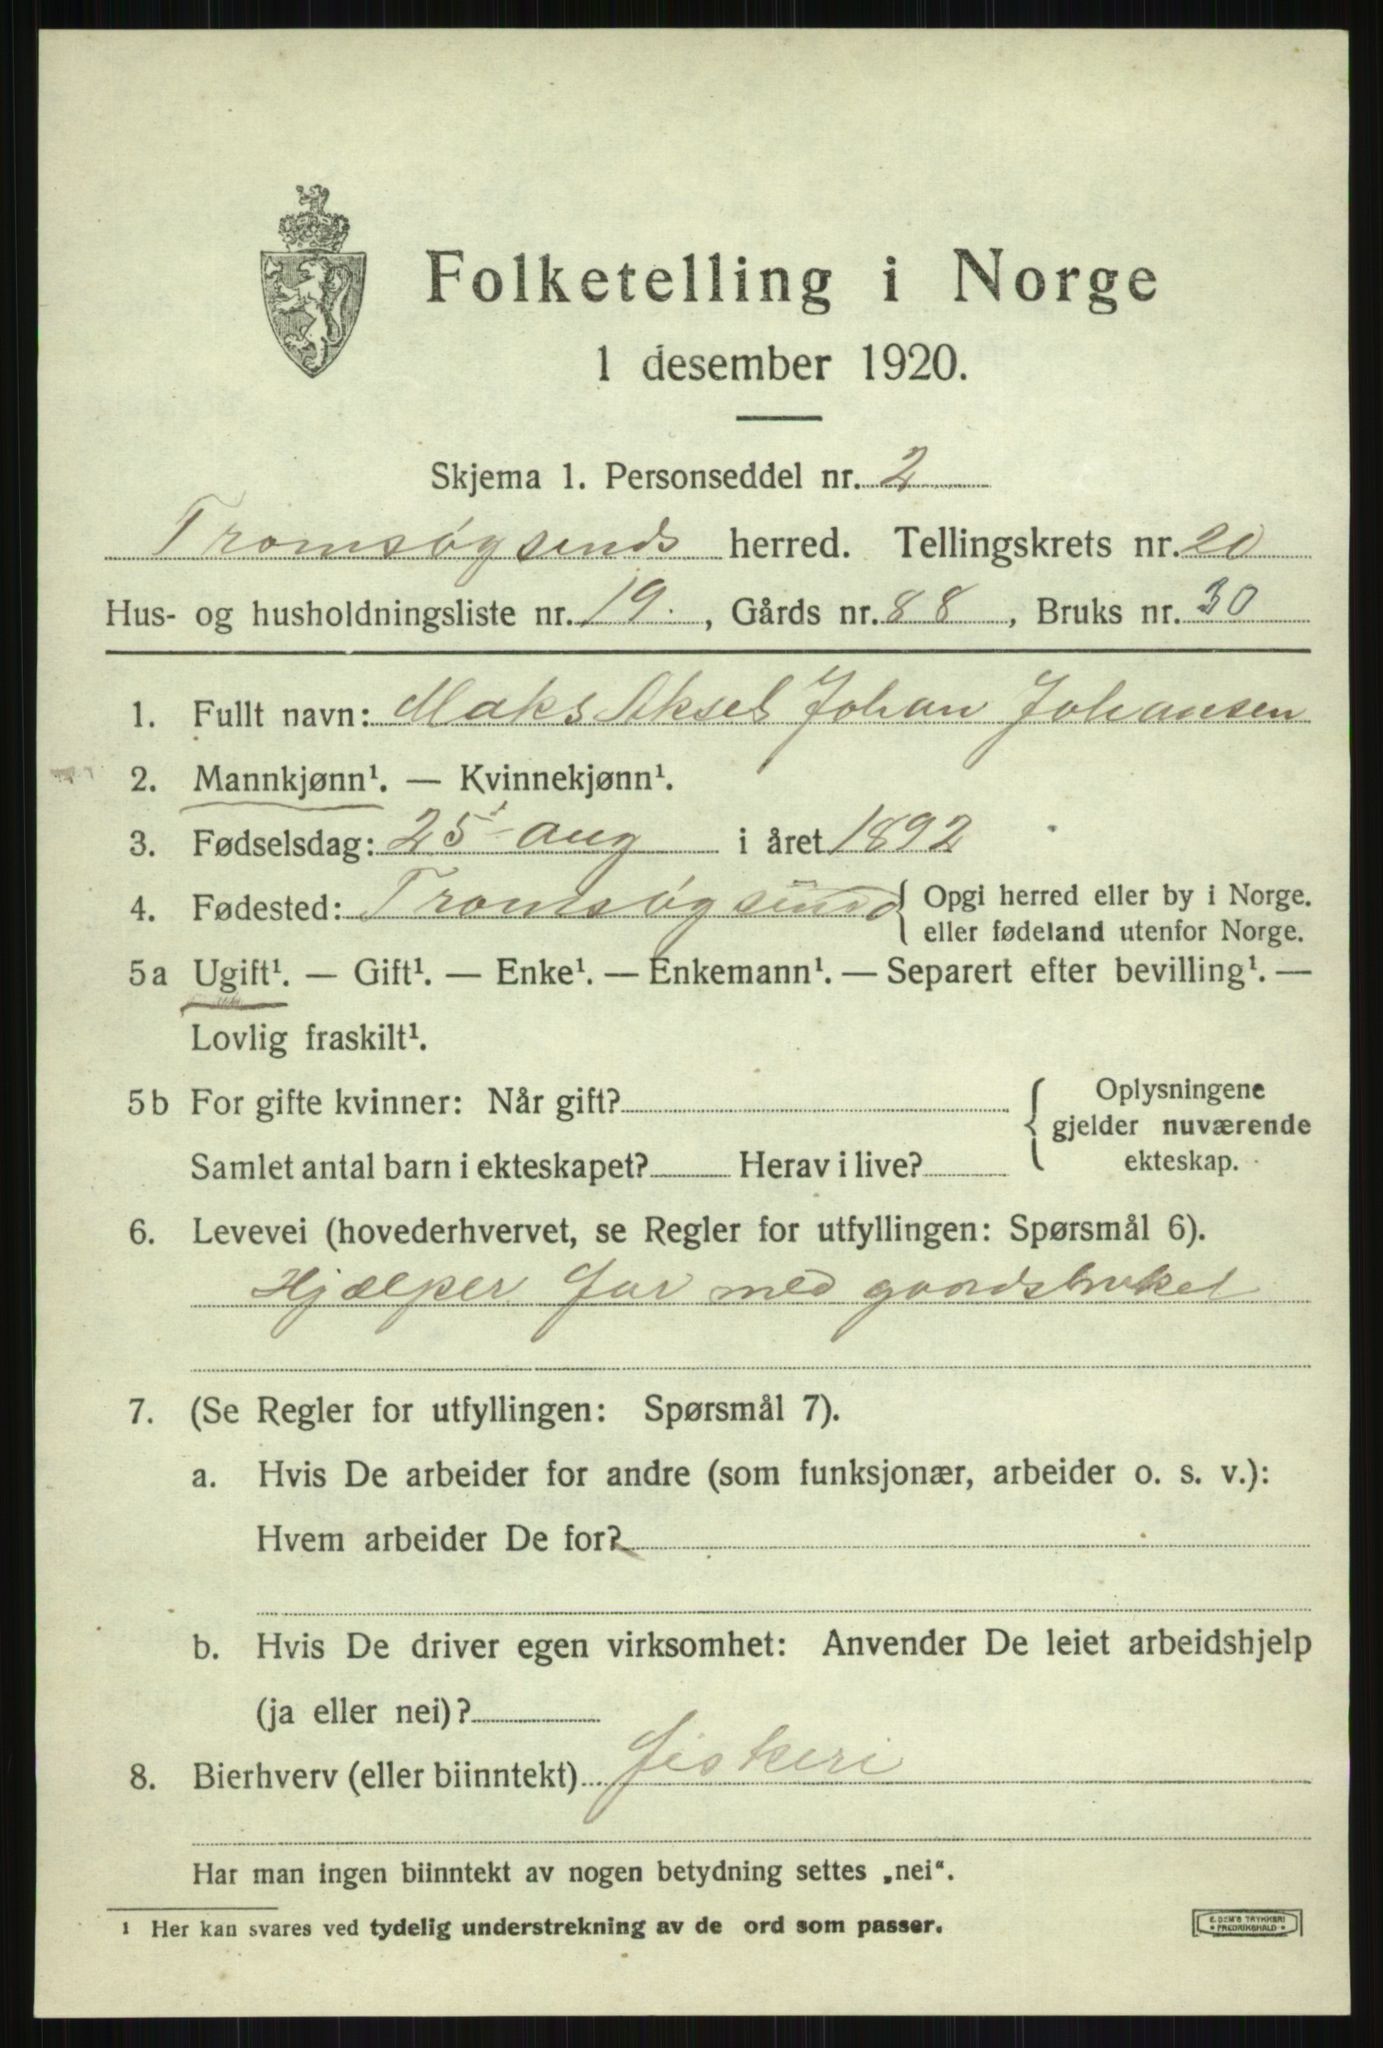 Folketelling i Norge
1 desember 1920.
Skjema 1. Personseddel nr. 2
Tromsøysunds herred. Tellingskrets nr. 20
Hus- og husholdningsliste nr. 19. , Gårds nr. 88 , Bruks nr. 30
1. Fullt navn: Maks Aksel Johan Johansen
2. Mannkjønn¹. — Kvinnekjønn¹.
3. Fødselsdag: 25 aug i året 1892
4. Fødested: Tromsøysund { Opgi herred eller by i Norge.
eller fødeland utenfor Norge.
5a Ugift¹. — Gift¹. — Enke¹. — Enkemann¹. — Separert efter bevilling¹. —
Lovlig fraskilt¹.
5b For gifte kvinner: Når gift? { Oplysningene
gjelder nuværende
Samlet antal barn i ekteskapet? Herav i live? ekteskap.
6. Levevei (hovederhvervet, se Regler for utfyllingen: Spørsmål 6).
Hjælper far med gaardsbruket
7. (Se Regler for utfyllingen: Spørsmål 7).
a. Hvis De arbeider for andre (som funksjonær, arbeider o. s. v.):
Hvem arbeider De for?
b. Hvis De driver egen virksomhet: Anvender De leiet arbeidshjelp
(ja eller nei)?
8. Bierhverv (eller biinntekt) fiskeri
Har man ingen biinntekt av nogen betydning settes „nei“.
¹ Her kan svares ved tydelig understrekning av de ord som passer.
E. DEM'S TRYKKERI
• FREDRIKSHALD •